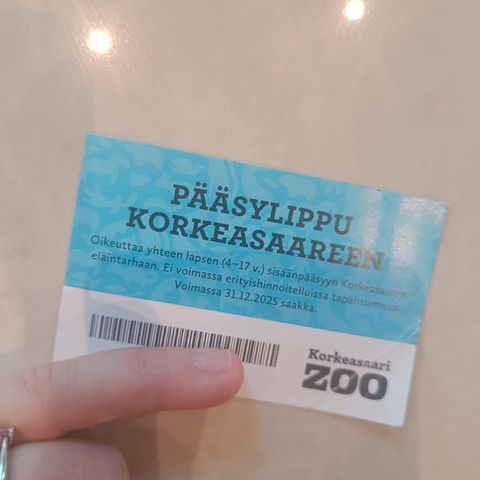 PÄÄSYLIPPU
KORKEASAAREEN
Oikeuttaa yhteen lapsen (4–17 v.) sisäänpääsyyn Korkeasaaren
eläintarhaan. Ei voimassa erityishinnoitelluissa tapahtumissa.
Voimassa 31.12.2025 saakka.
Korkeasaari
ZOO